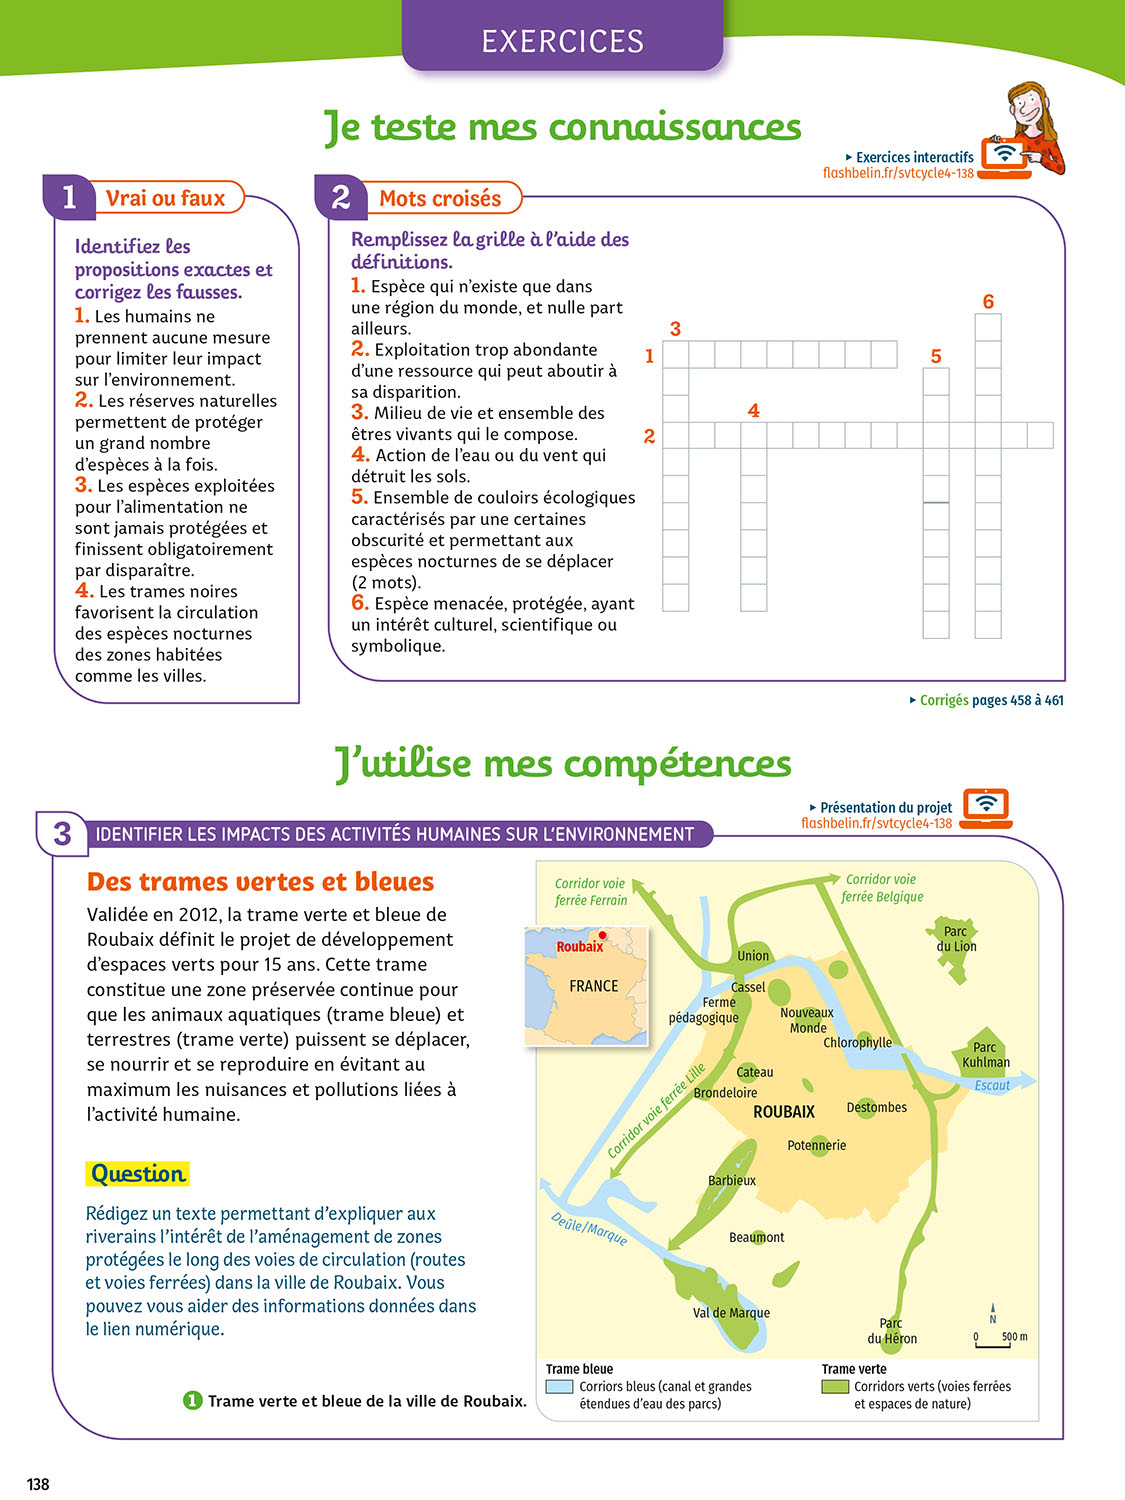 EXERCICES
Je teste mes connaissances
Exercices interactifs
flashbelin.fr/svtcycle4-138
1 Vrai ou faux
Identifiez les
propositions exactes et
corrigez les fausses.
1. Les humains ne
prennent aucune mesure
pour limiter leur impact
sur l'environnement.
2. Les réserves naturelles
permettent de protéger
un grand nombre
d'espèces à la fois.
3. Les espèces exploitées
pour l'alimentation ne
sont jamais protégées et
finissent obligatoirement
par disparaître.
4. Les trames noires
favorisent la circulation
des espèces nocturnes
des zones habitées
comme les villes.
2 Mots croisés
Remplissez la grille à l'aide des
définitions.
1. Espèce qui n'existe que dans
une région du monde, et nulle part
ailleurs.
2. Exploitation trop abondante
d'une ressource qui peut aboutir à
sa disparition.
3. Milieu de vie et ensemble des
êtres vivants qui le compose.
4. Action de l'eau ou du vent qui
détruit les sols.
5. Ensemble de couloirs écologiques
caractérisés par une certaines
obscurité et permettant aux
espèces nocturnes de se déplacer
(2 mots).
6. Espèce menacée, protégée, ayant
un intérêt culturel, scientifique ou
symbolique.
6
3
1
5
4
2
Corrigés pages 458 à 461
J'utilise mes compétences
Présentation du projet
flashbelin.fr/svtcycle4-138
3 IDENTIFIER LES IMPACTS DES ACTIVITÉS HUMAINES SUR L'ENVIRONNEMENT
Des trames vertes et bleues
Validée en 2012, la trame verte et bleue de
Roubaix définit le projet de développement
d'espaces verts pour 15 ans. Cette trame
constitue une zone préservée continue pour
que les animaux aquatiques (trame bleue) et
terrestres (trame verte) puissent se déplacer,
se nourrir et se reproduire en évitant au
maximum les nuisances et pollutions liées à
l'activité humaine.
Question
Rédigez un texte permettant d'expliquer aux
riverains l'intérêt de l'aménagement de zones
protégées le long des voies de circulation (routes
et voies ferrées) dans la ville de Roubaix. Vous
pouvez vous aider des informations données dans
le lien numérique.
1 Trame verte et bleue de la ville de Roubaix.
Corridor voie
ferrée Ferrain
Corridor voie
ferrée Belgique
Parc
du Lion
Roubaix
FRANCE
Union
Cassel
Ferme
pédagogique
Nouveaux
Monde
Chlorophylle
Parc
Kuhlman
Escaut
Cateau
Brondeloire
Corridor voie ferrée Lille
ROUBAIX
Destombes
Potennerie
Barbieux
Deûle/Marque
Beaumont
Val de Marque
Parc
du Héron
N
0 500 m
Trame bleue
Corriors bleus (canal et grandes
étendues d'eau des parcs)
Trame verte
Corridors verts (voies ferrées
et espaces de nature)
138